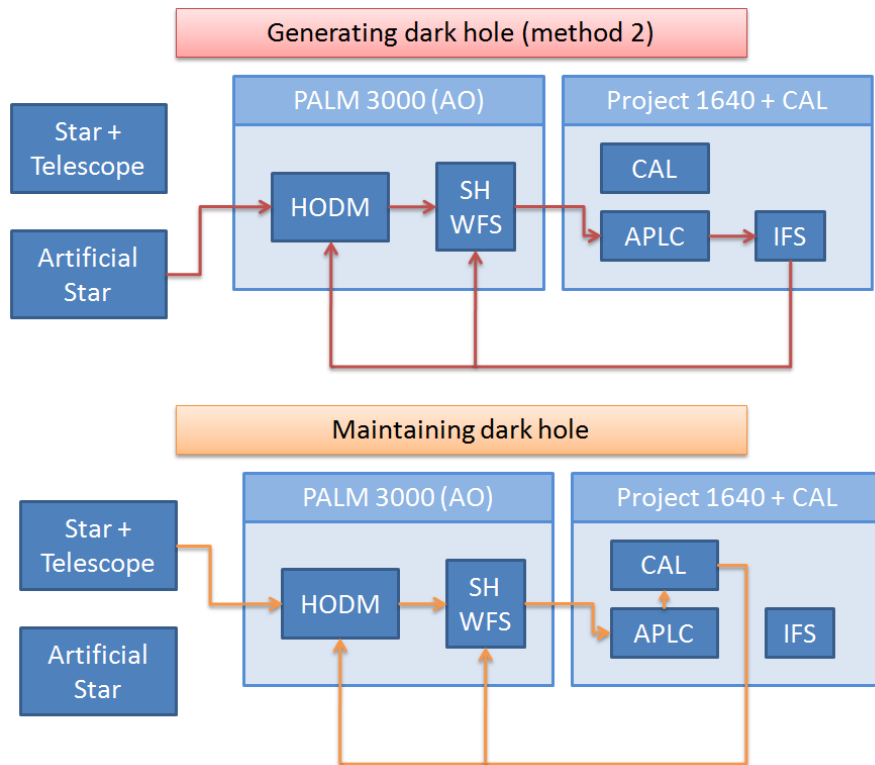 Generating dark hole (method 2)
PALM 3000 (AO)
Project 1640 + CAL
Star +
Telescope
Artificial
Star
HODM
SH
WFS
CAL
APLC
IFS
Maintaining dark hole
PALM 3000 (AO)
Project 1640 + CAL
Star +
Telescope
Artificial
Star
HODM
SH
WFS
CAL
APLC
IFS